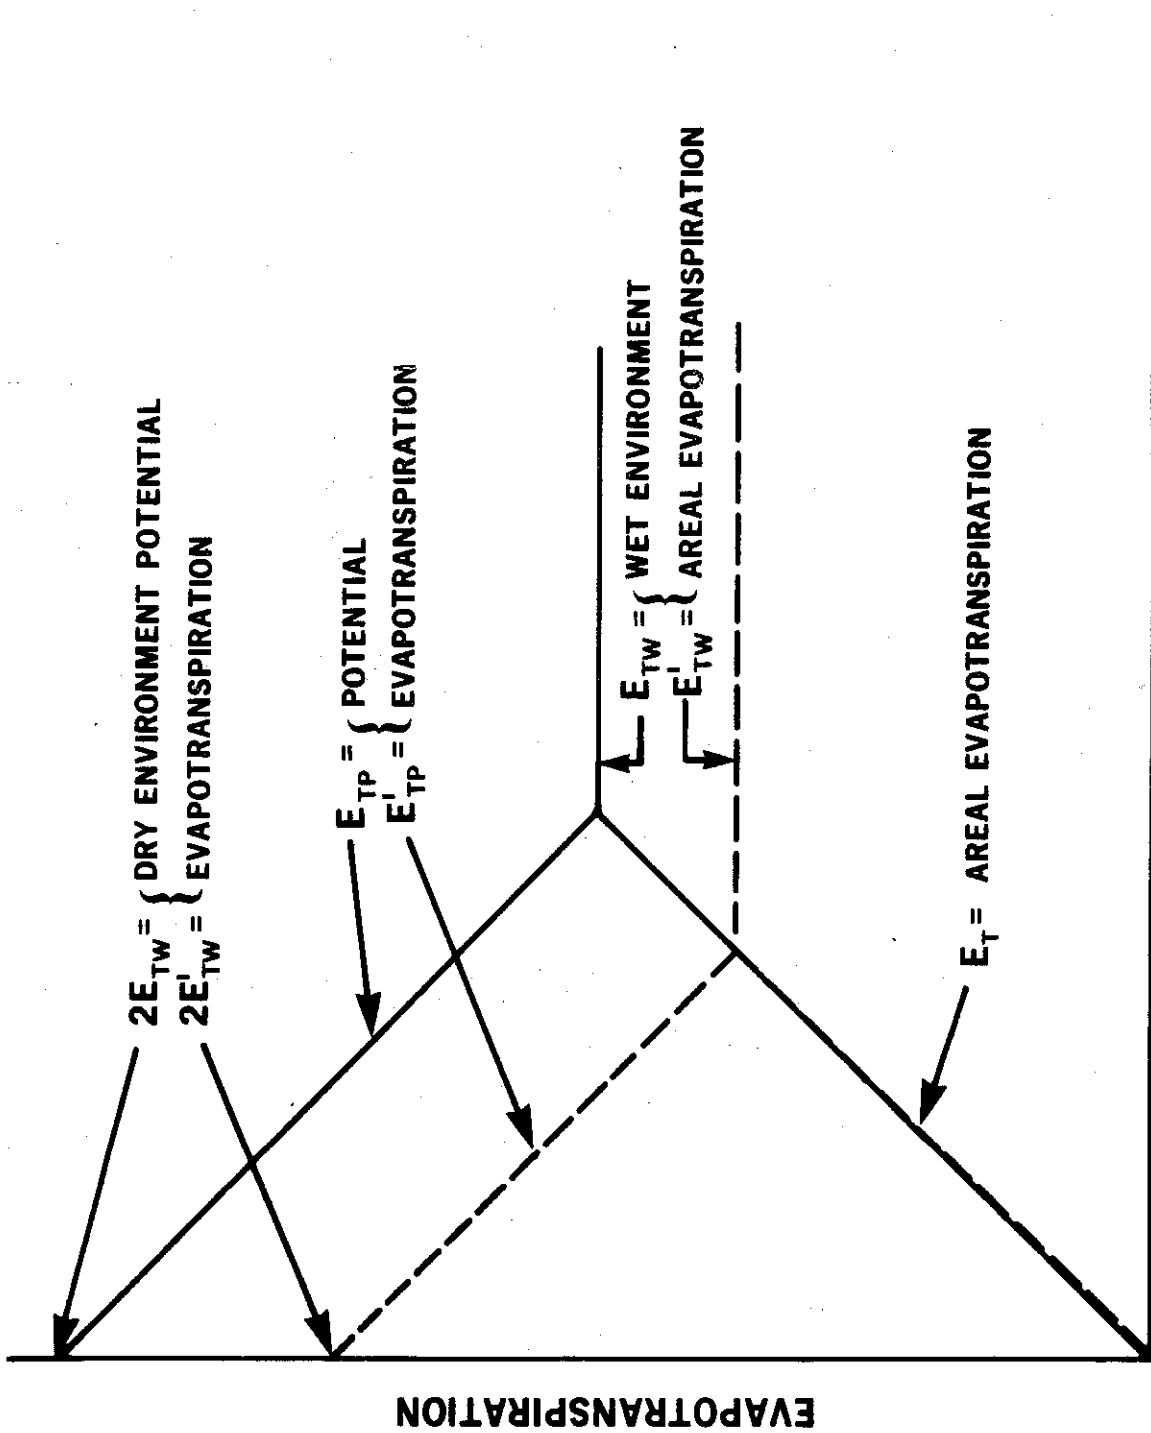 2E_TW = { DRY ENVIRONMENT POTENTIAL
2E'_TW = { EVAPOTRANSPIRATION
E_TP = { POTENTIAL
E'_TP = { EVAPOTRANSPIRATION
E_TW = { WET ENVIRONMENT
E'_TW = { AREAL EVAPOTRANSPIRATION
E_T = AREAL EVAPOTRANSPIRATION
EVAPOTRANSPIRATION